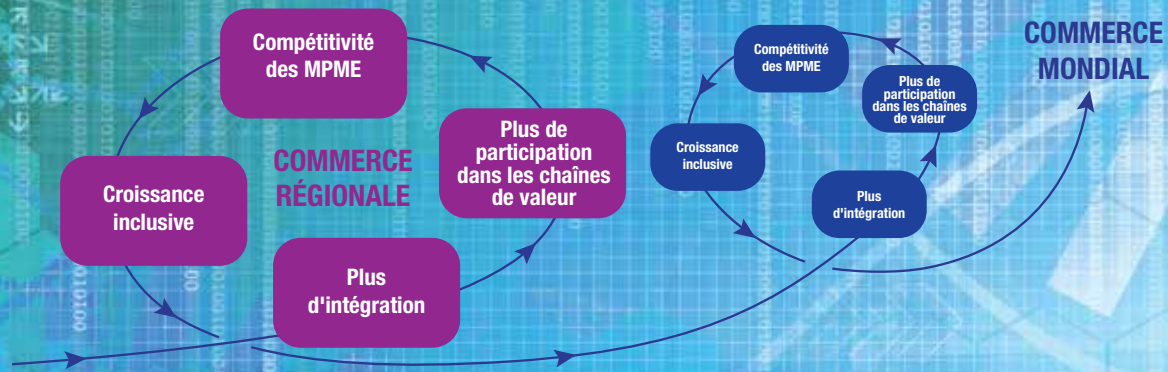 Compétitivité
des MPME
Croissance
inclusive
COMMERCE
RÉGIONALE
Plus de
participation
dans les chaînes
de valeur
Plus
d'intégration
Compétitivité
des MPME
Croissance
inclusive
Plus de
participation
dans les chaînes
de valeur
Plus
d'intégration
COMMERCE
MONDIAL